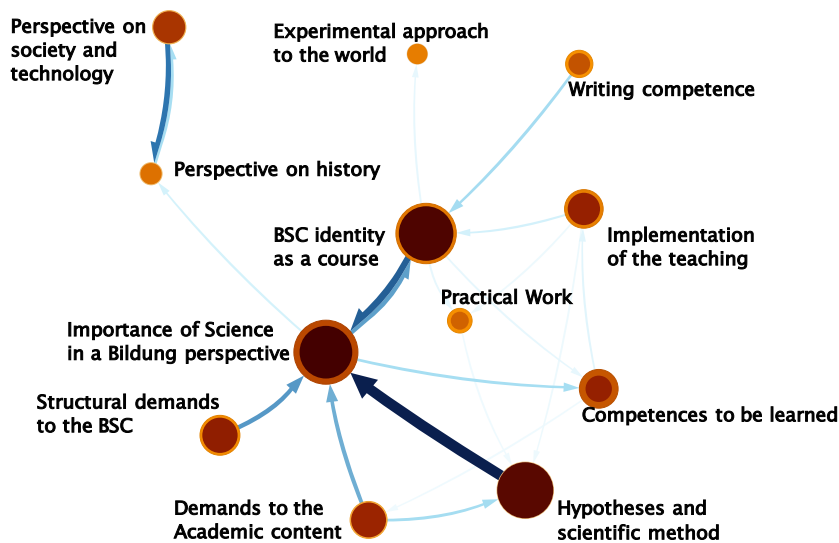 Perspective on
society and
technology
Experimental approach
to the world
Writing competence
Perspective on history
BSC identity
as a course
Implementation
of the teaching
Practical Work
Importance of Science
in a Bildung perspective
Structural demands
to the BSC
Competences to be learned
Demands to the
Academic content
Hypotheses and
scientific method